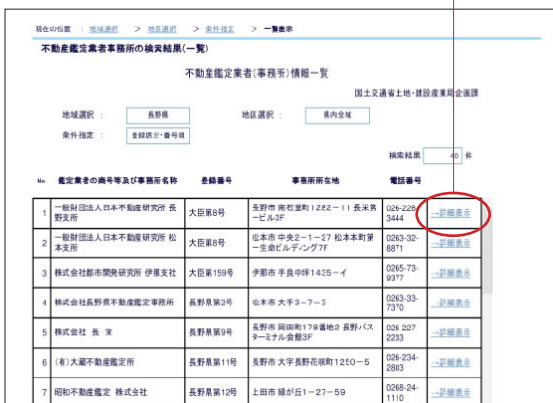 現在の位置 : 地域選択 > 地区選択 > 条件指定 > 一覧表示
不動産鑑定業者事務所の検索結果(一覧)
不動産鑑定業者(事務所)情報一覧
国土交通省土地・建設産業局企画課
地域選択 : 長野県 地区選択 : 県内全域
条件指定 : 登録区分・番号順
検索結果 40 件
No 鑑定業者の商号等及び事務所名称 登録番号 事務所所在地 電話番号
1 一般財団法人日本不動産研究所 長野支所 大臣第8号 長野市 南石堂町1282-11 長栄第一ビル3F 026-228-3444 →詳細表示
2 一般財団法人日本不動産研究所 松本支所 大臣第8号 松本市 中央2-1-27 松本本町第一生命ビルディング7F 0263-32-8871 →詳細表示
3 株式会社都市開発研究所 伊那支社 大臣第159号 伊那市 手良中坪1435-イ 0265-73-9377 →詳細表示
4 株式会社長野県不動産鑑定事務所 長野県第2号 松本市 大手3-7-3 0263-33-7370 →詳細表示
5 株式会社 長 栄 長野県第9号 長野市 岡田町178番地2 長野バスターミナル会館3F 026-227-2233 →詳細表示
6 (有)大蔵不動産鑑定所 長野県第11号 長野市 大字長野花咲町1250-5 026-234-2803 →詳細表示
7 昭和不動産鑑定 株式会社 長野県第12号 上田市 緑が丘1-27-59 0268-24-1110 →詳細表示